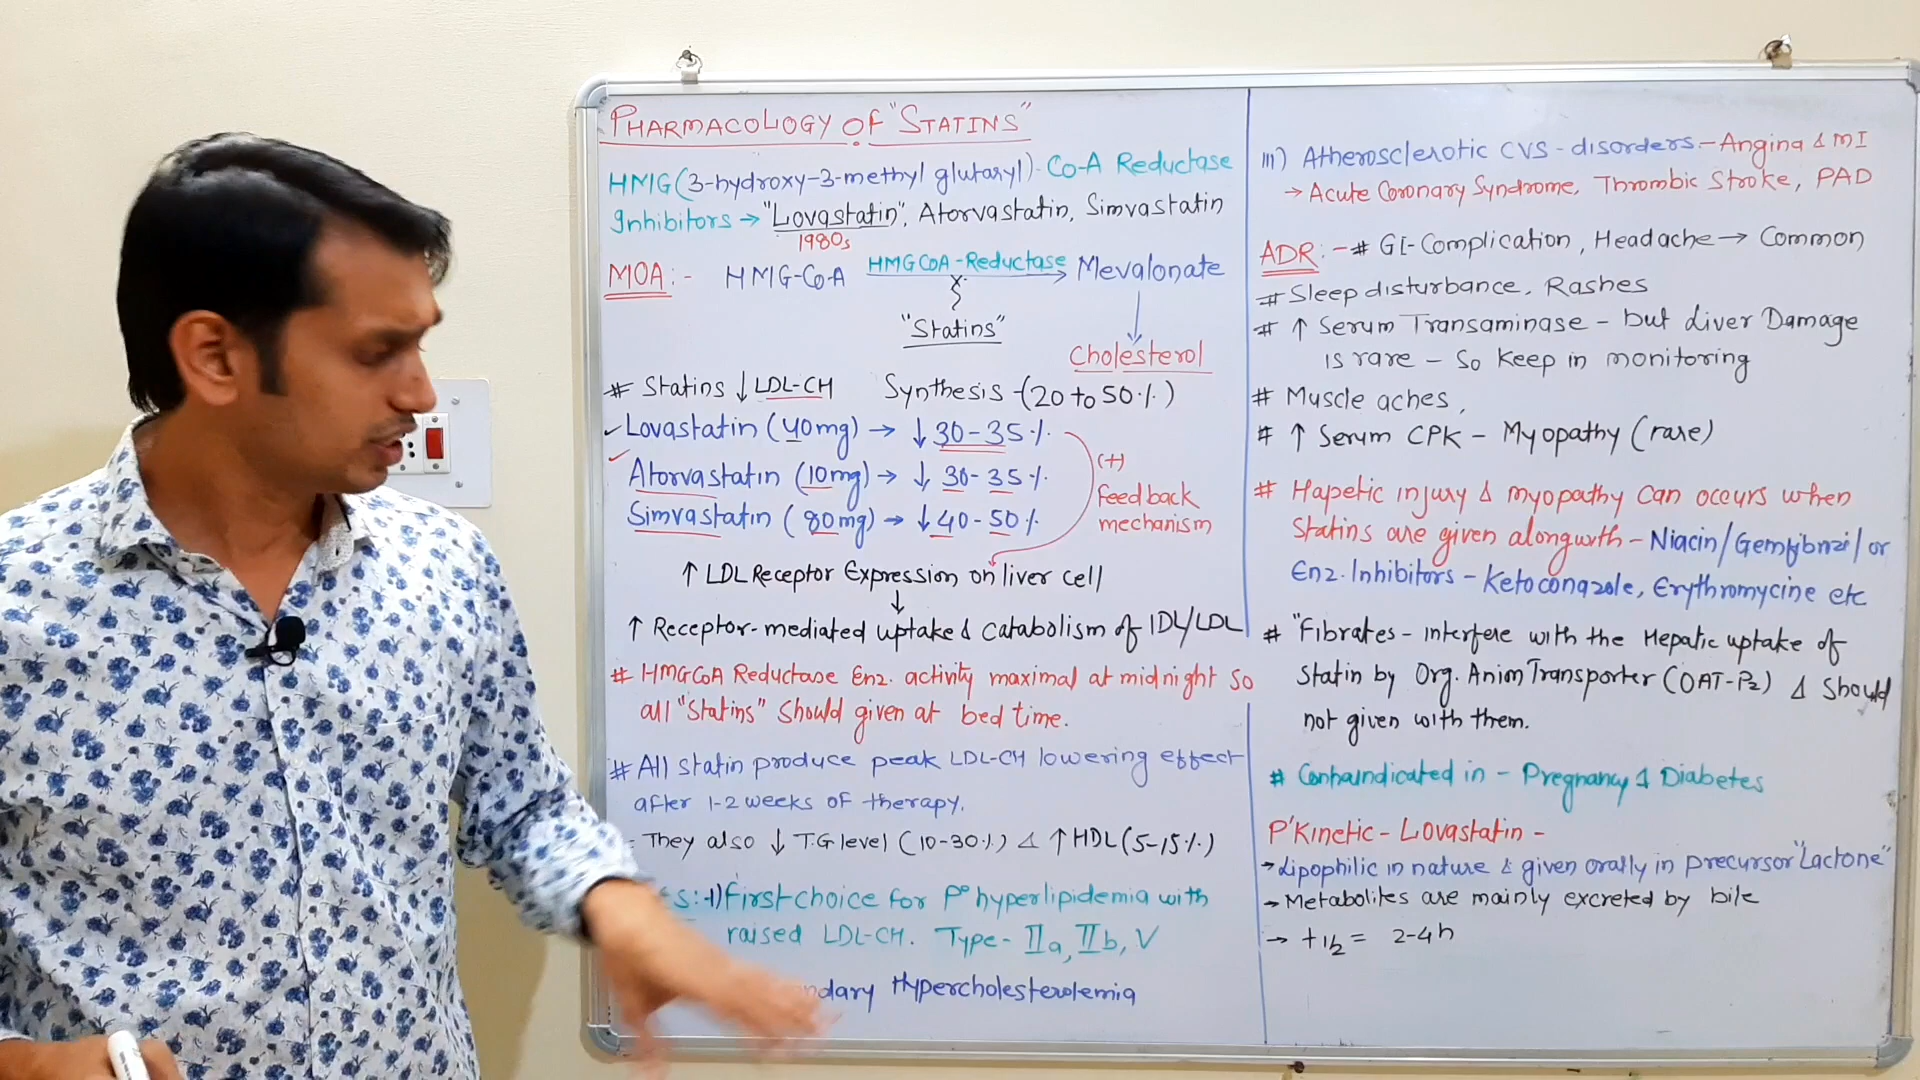 PHARMACOLOGY OF "STATINS"
HMG(3-hydroxy-3-methyl glutaryl)-Co-A Reductase
Inhibitors → "Lovastatin", Atorvastatin, Simvastatin
1980s
MOA:- HMG-Co-A HMGCoA-Reductase Mevalonate
"Statins"
Cholesterol
# Statins ↓ LDL-CH Synthesis -(20 to 50%)
✓ Lovastatin (40mg) → ↓ 30-35%
✓ Atorvastatin (10mg) → ↓ 30-35%
Simvastatin (80mg) → ↓ 40-50%
(+)
feedback
mechanism
↑ LDL Receptor Expression on liver cell
↓
↑ Receptor-mediated uptake & Catabolism of IDL/LDL
# HMGCoA Reductase Enz. activity maximal at midnight So
all "Statins" Should given at bed time.
# All statin produce peak LDL-CH lowering effect
after 1-2 weeks of therapy.
They also ↓ T.G level (10-30%) & ↑ HDL (5-15%)
s:-1) First choice for P° hyperlipidemia with
raised LDL-CH. Type- IIa, IIb, V
ndary Hypercholesterolemia
III) Atherosclerotic CVS-disorders - Angina & MI
→ Acute Coronary Syndrome, Thrombic Stroke, PAD
ADR:- # GI-Complication, Headache → Common
# Sleep disturbance, Rashes
# ↑ Serum Transaminase - but Liver Damage
is rare - So Keep in monitoring
# Muscle aches,
# ↑ Serum CPK - Myopathy (rare)
# Hapetic injury & myopathy can occurs when
Statins are given alongwith - Niacin/Gemfibrozil/or
Enz. Inhibitors - Ketoconazole, Erythromycine etc
# "Fibrates - interfere with the Hepatic uptake of
Statin by Org. Anion Transporter (OAT-P2) & Should
not given with them.
# Contraindicated in - Pregnancy & Diabetes
P'Kinetic - Lovastatin -
→ Lipophilic in nature & given orally in precursor "Lactone"
→ Metabolites are mainly excreted by bile
→ t1/2 = 2-4h